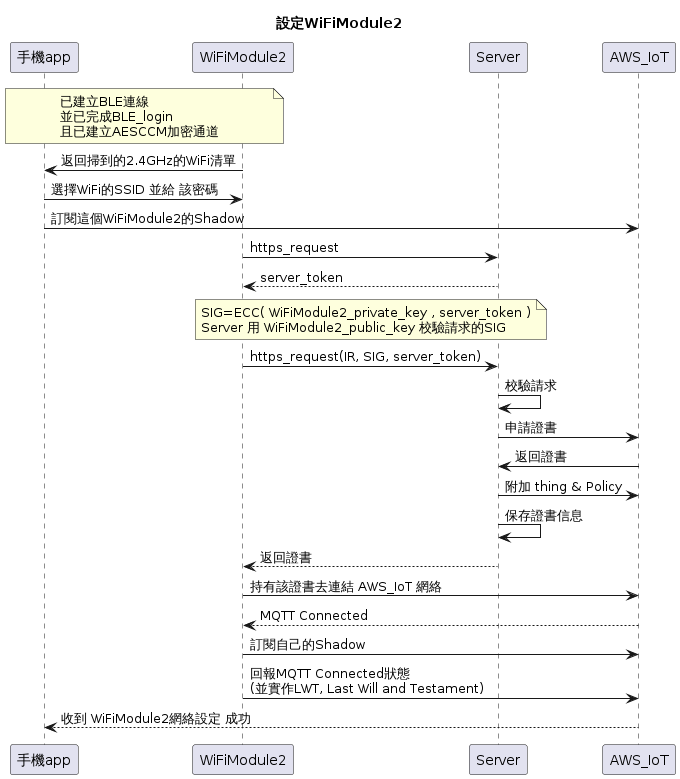 設定WiFiModule2
手機app
WiFiModule2
Server
AWS_IoT
已建立BLE連線
並已完成BLE_login
且已建立AESCCM加密通道
返回掃到的2.4GHz的WiFi清單
選擇WiFi的SSID 並給 該密碼
訂閱這個WiFiModule2的Shadow
https_request
server_token
SIG=ECC( WiFiModule2_private_key , server_token )
Server 用 WiFiModule2_public_key 校驗請求的SIG
https_request(IR, SIG, server_token)
校驗請求
申請證書
返回證書
附加 thing & Policy
保存證書信息
返回證書
持有該證書去連結 AWS_IoT 網絡
MQTT Connected
訂閱自己的Shadow
回報MQTT Connected狀態
(並實作LWT, Last Will and Testament)
收到 WiFiModule2網絡設定 成功
手機app
WiFiModule2
Server
AWS_IoT